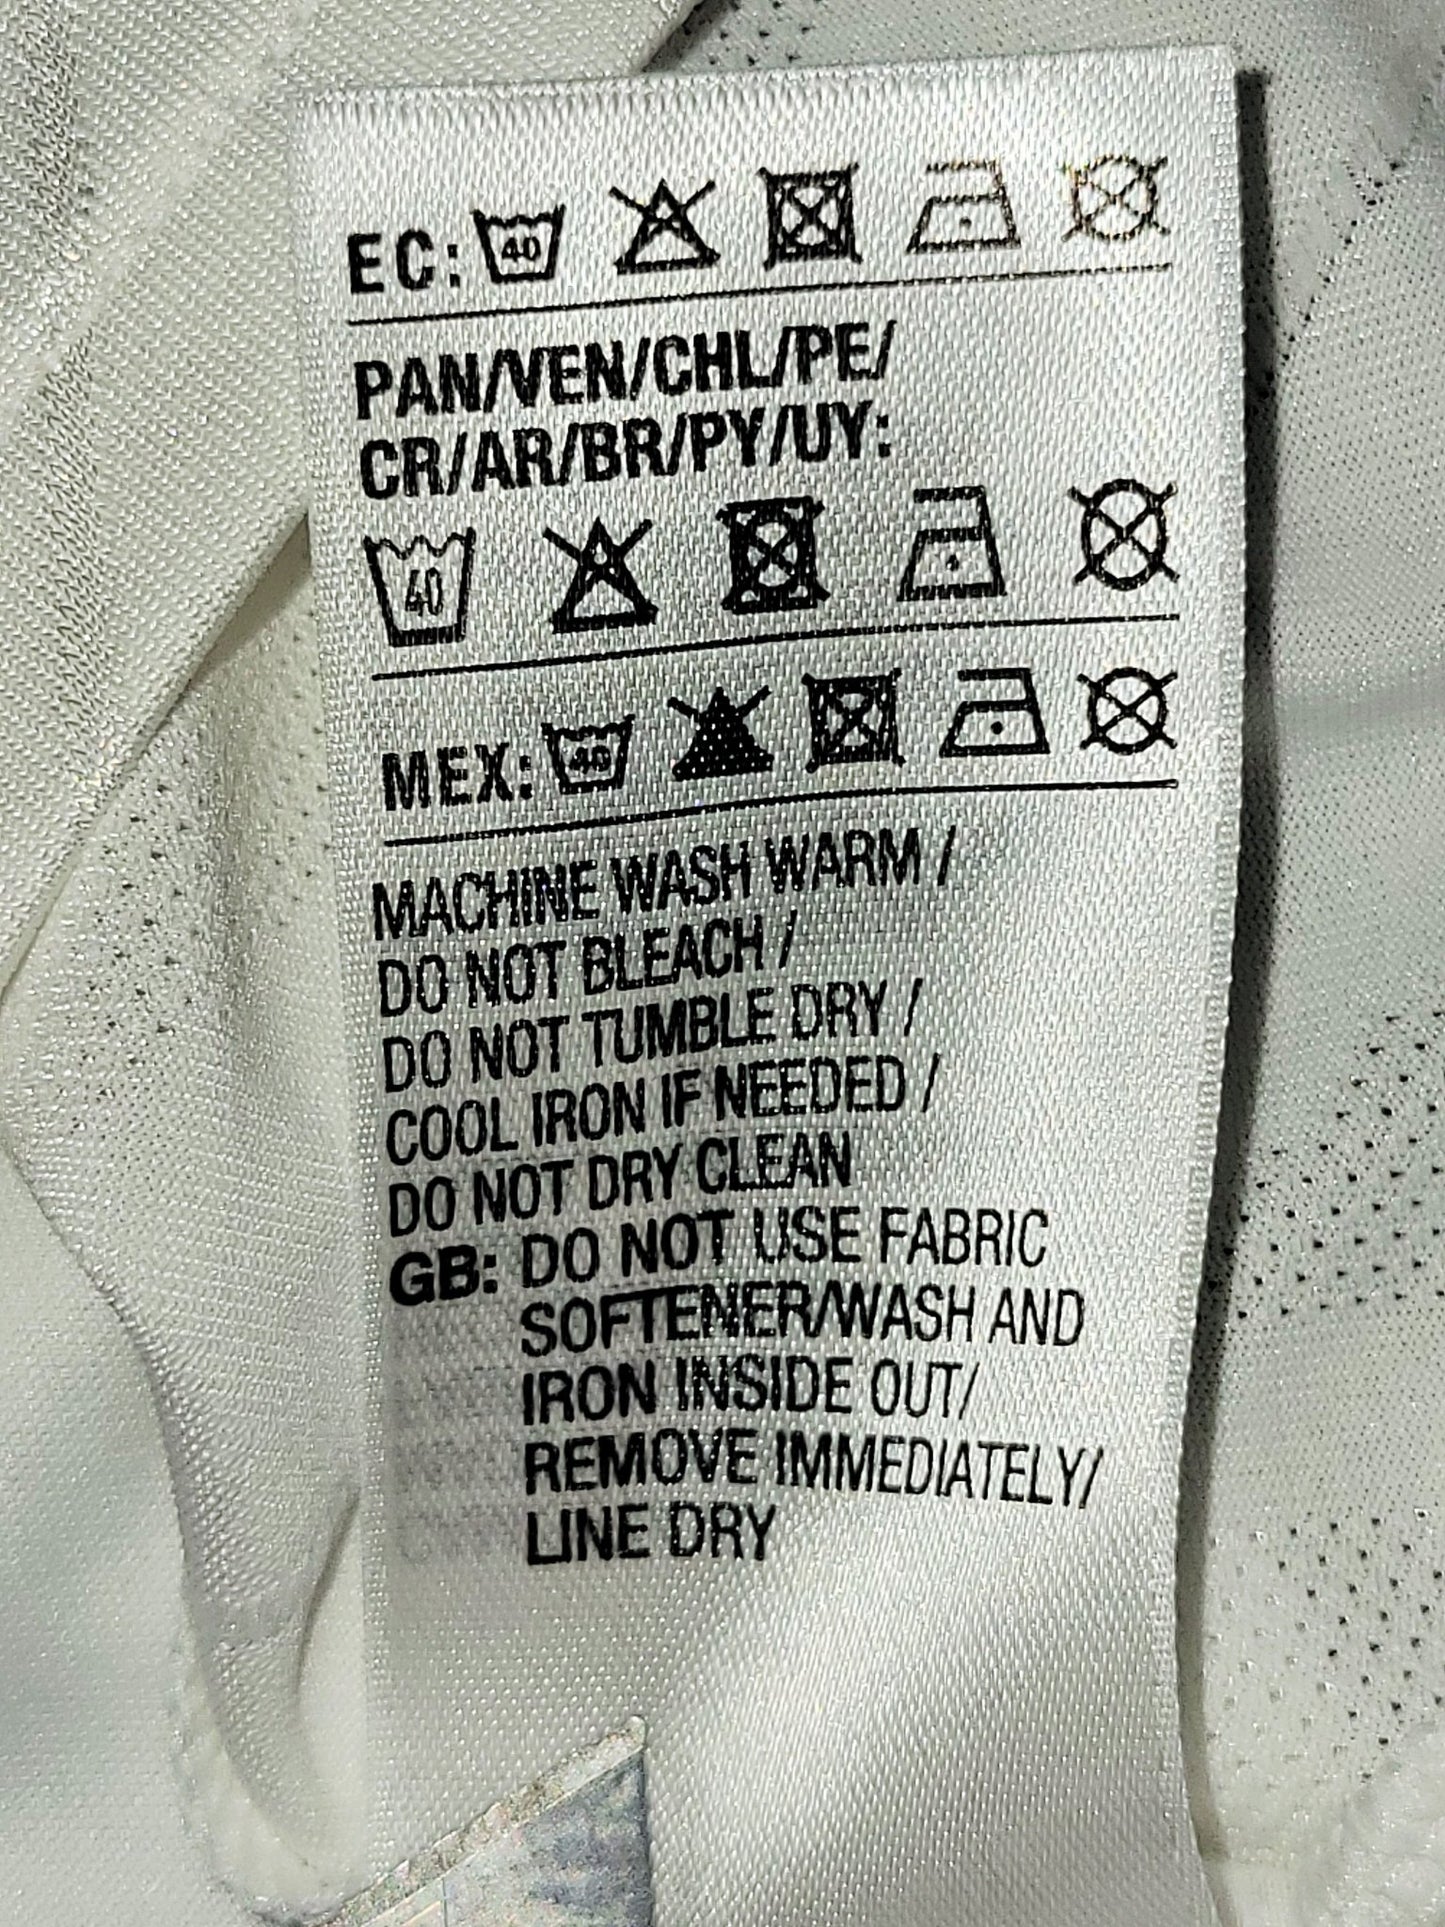 EC: 40
PAN/VEN/CHL/PE/
CR/AR/BR/PY/UY:
40
MEX: 40
MACHINE WASH WARM /
DO NOT BLEACH /
DO NOT TUMBLE DRY /
COOL IRON IF NEEDED /
DO NOT DRY CLEAN
GB: DO NOT USE FABRIC
SOFTENER/WASH AND
IRON INSIDE OUT/
REMOVE IMMEDIATELY/
LINE DRY